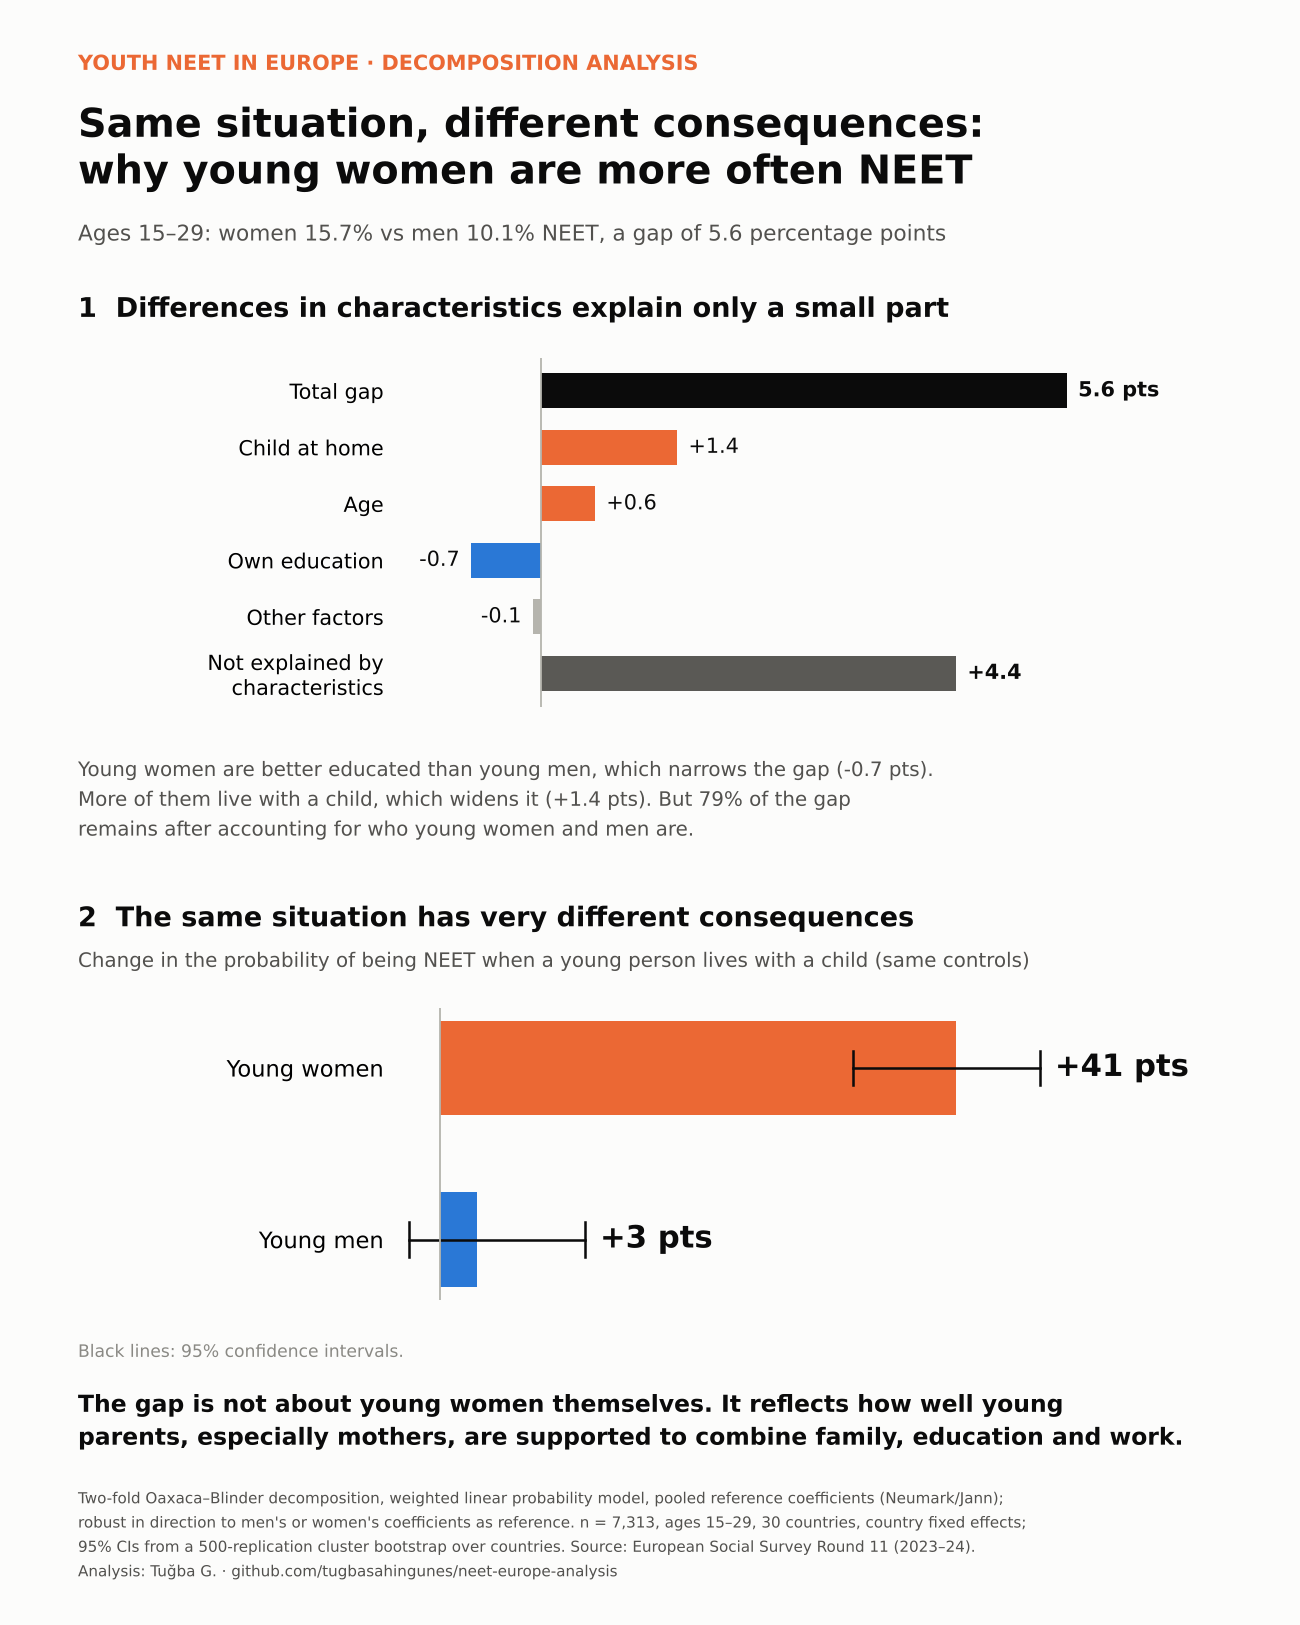 YOUTH NEET IN EUROPE · DECOMPOSITION ANALYSIS
Same situation, different consequences:
why young women are more often NEET
Ages 15–29: women 15.7% vs men 10.1% NEET, a gap of 5.6 percentage points
1 Differences in characteristics explain only a small part
Total gap 5.6 pts
Child at home +1.4
Age +0.6
Own education -0.7
Other factors -0.1
Not explained by
characteristics +4.4
Young women are better educated than young men, which narrows the gap (-0.7 pts).
More of them live with a child, which widens it (+1.4 pts). But 79% of the gap
remains after accounting for who young women and men are.
2 The same situation has very different consequences
Change in the probability of being NEET when a young person lives with a child (same controls)
Young women +41 pts
Young men +3 pts
Black lines: 95% confidence intervals.
The gap is not about young women themselves. It reflects how well young
parents, especially mothers, are supported to combine family, education and work.
Two-fold Oaxaca–Blinder decomposition, weighted linear probability model, pooled reference coefficients (Neumark/Jann);
robust in direction to men's or women's coefficients as reference. n = 7,313, ages 15–29, 30 countries, country fixed effects;
95% CIs from a 500-replication cluster bootstrap over countries. Source: European Social Survey Round 11 (2023–24).
Analysis: Tuğba G. · github.com/tugbasahingunes/neet-europe-analysis